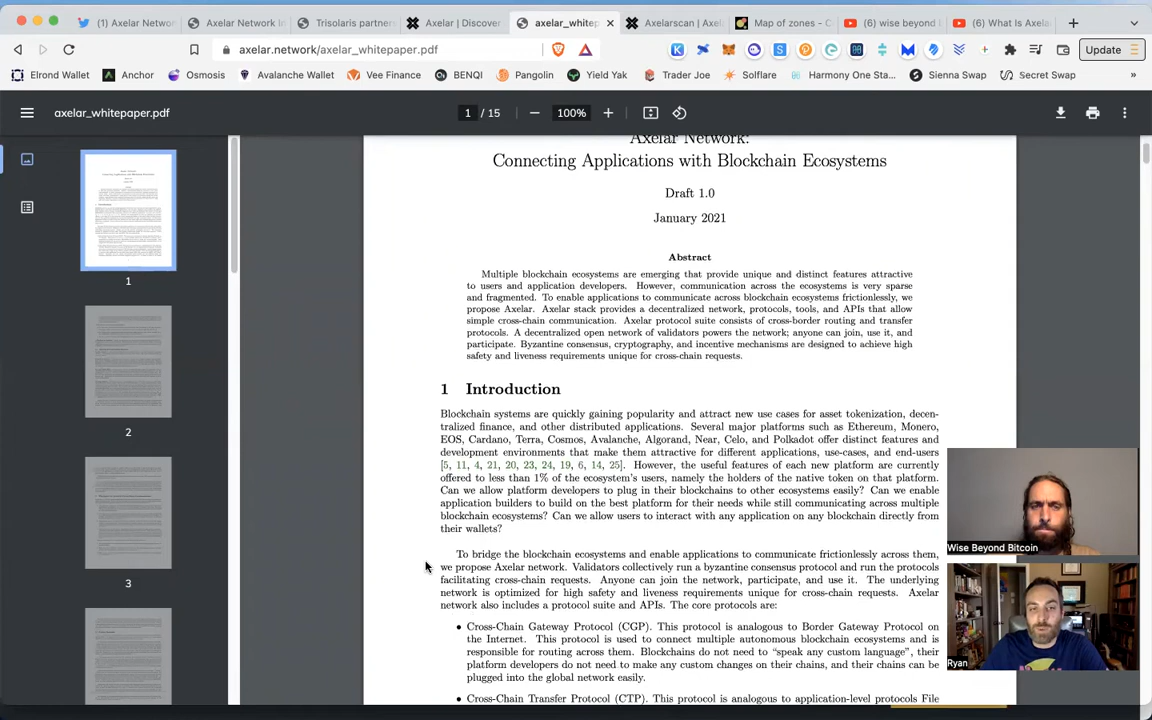 (1) Axelar Netwo
Axelar Network in
Trisolaris partner
Axelar | Discover
axelar_whitep
Axelarscan | Axe
Map of zones - C
(6) wise beyond
(6) What Is Axela
axelar.network/axelar_whitepaper.pdf
Update
Elrond Wallet
Anchor
Osmosis
Avalanche Wallet
Vee Finance
BENQI
Pangolin
Yield Yak
Trader Joe
Solflare
Harmony One Sta...
Sienna Swap
Secret Swap
»
axelar_whitepaper.pdf
1 / 15
100%
1
2
3
Axelar Network:
Connecting Applications with Blockchain Ecosystems
Draft 1.0
January 2021
Abstract
Multiple blockchain ecosystems are emerging that provide unique and distinct features attractive
to users and application developers. However, communication across the ecosystems is very sparse
and fragmented. To enable applications to communicate across blockchain ecosystems frictionlessly, we
propose Axelar. Axelar stack provides a decentralized network, protocols, tools, and APIs that allow
simple cross-chain communication. Axelar protocol suite consists of cross-border routing and transfer
protocols. A decentralized open network of validators powers the network; anyone can join, use it, and
participate. Byzantine consensus, cryptography, and incentive mechanisms are designed to achieve high
safety and liveness requirements unique for cross-chain requests.
1 Introduction
Blockchain systems are quickly gaining popularity and attract new use cases for asset tokenization, decen-
tralized finance, and other distributed applications. Several major platforms such as Ethereum, Monero,
EOS, Cardano, Terra, Cosmos, Avalanche, Algorand, Near, Celo, and Polkadot offer distinct features and
development environments that make them attractive for different applications, use-cases, and end-users
[5, 11, 4, 21, 20, 23, 24, 19, 6, 14, 25]. However, the useful features of each new platform are currently
offered to less than 1% of the ecosystem's users, namely the holders of the native token on that platform.
Can we allow platform developers to plug in their blockchains to other ecosystems easily? Can we enable
application builders to build on the best platform for their needs while still communicating across multiple
blockchain ecosystems? Can we allow users to interact with any application on any blockchain directly from
their wallets?
To bridge the blockchain ecosystems and enable applications to communicate frictionlessly across them,
we propose Axelar network. Validators collectively run a byzantine consensus protocol and run the protocols
facilitating cross-chain requests. Anyone can join the network, participate, and use it. The underlying
network is optimized for high safety and liveness requirements unique for cross-chain requests. Axelar
network also includes a protocol suite and APIs. The core protocols are:
• Cross-Chain Gateway Protocol (CGP). This protocol is analogous to Border Gateway Protocol on
the Internet. This protocol is used to connect multiple autonomous blockchain ecosystems and is
responsible for routing across them. Blockchains do not need to "speak any custom language", their
platform developers do not need to make any custom changes on their chains, and their chains can be
plugged into the global network easily.
• Cross-Chain Transfer Protocol (CTP). This protocol is analogous to application-level protocols File
Wise Beyond Bitcoin
Ryan